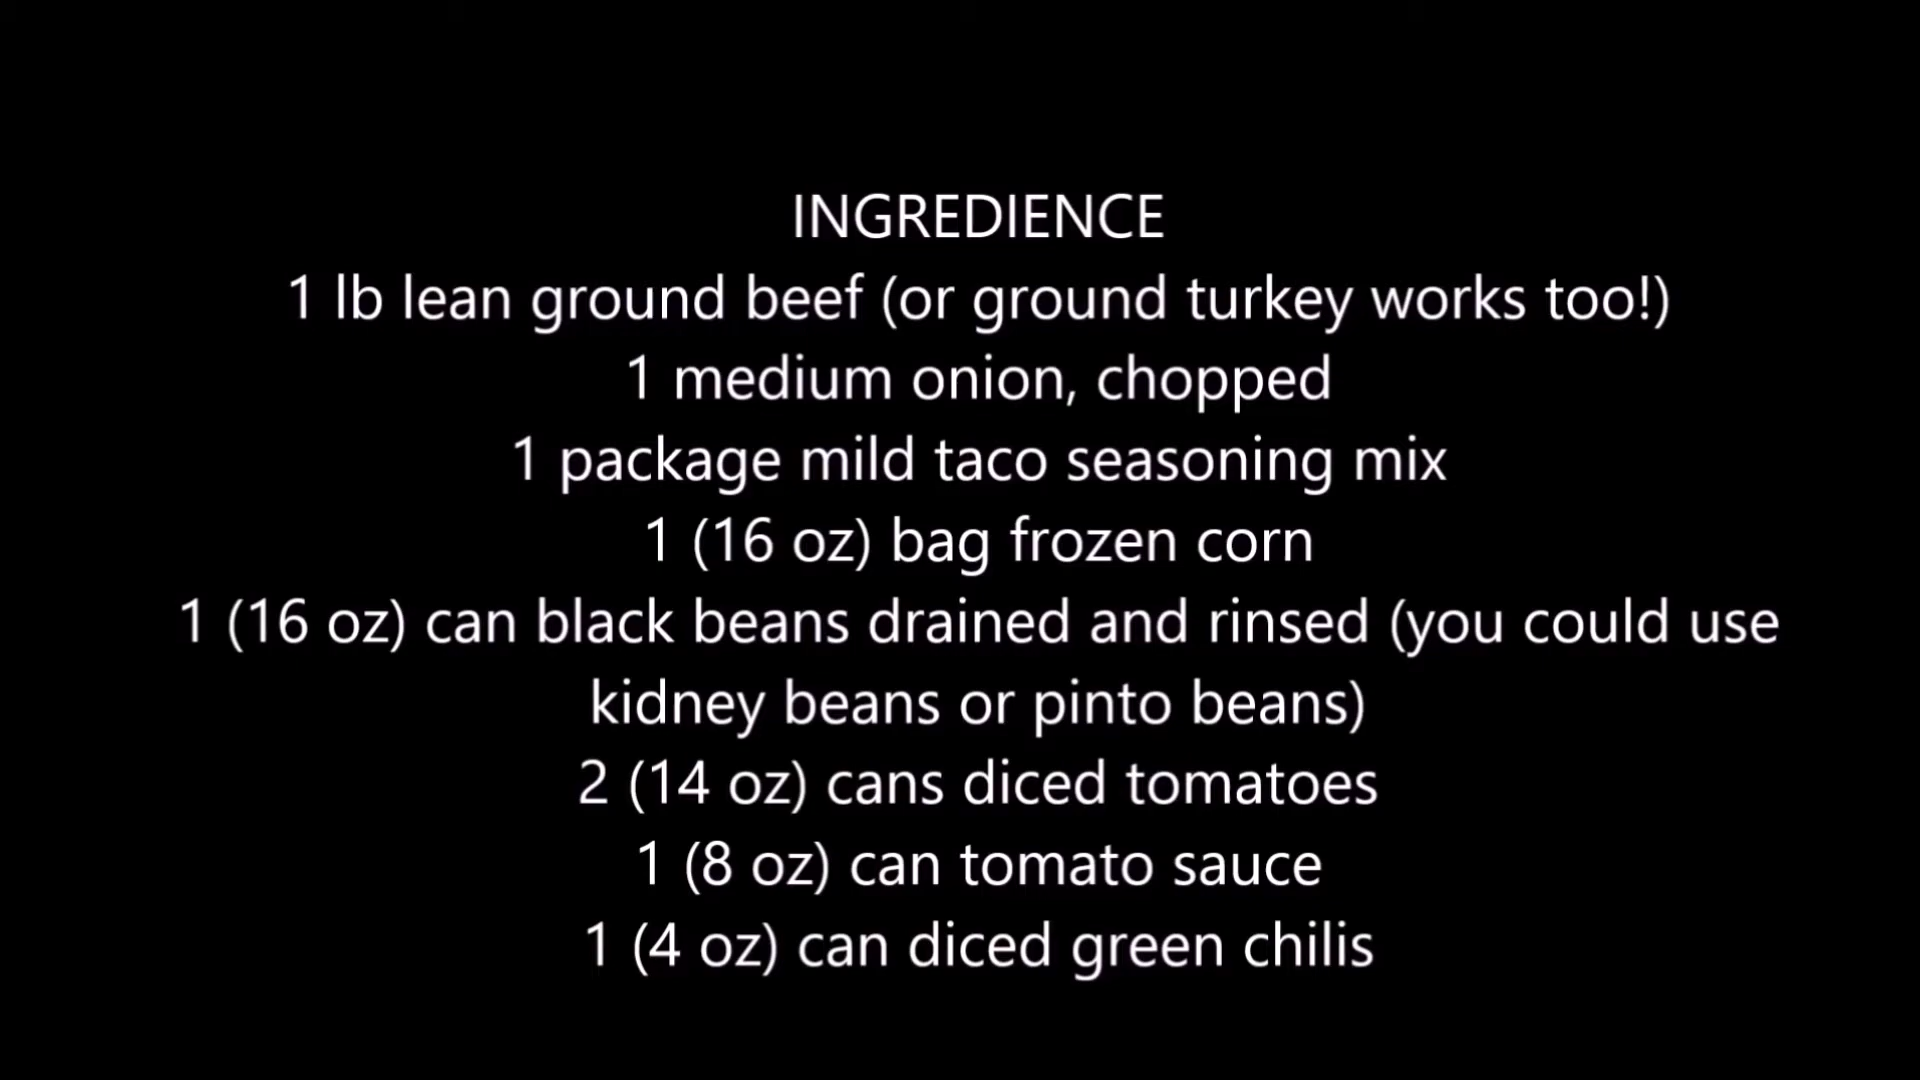 INGREDIENCE
1 lb lean ground beef (or ground turkey works too!)
1 medium onion, chopped
1 package mild taco seasoning mix
1 (16 oz) bag frozen corn
1 (16 oz) can black beans drained and rinsed (you could use
kidney beans or pinto beans)
2 (14 oz) cans diced tomatoes
1 (8 oz) can tomato sauce
1 (4 oz) can diced green chilis